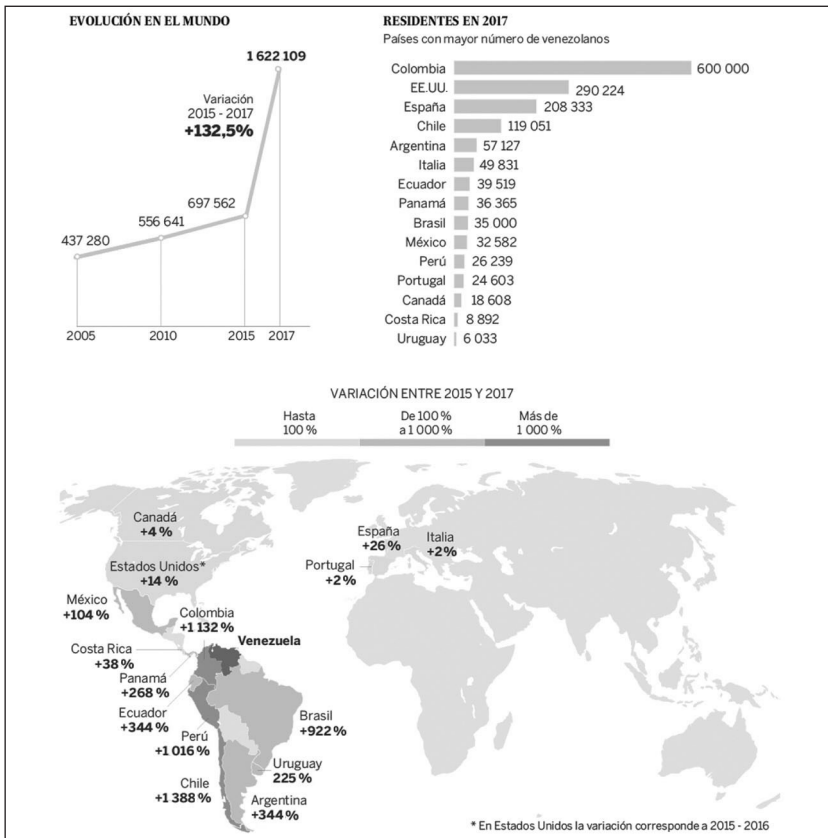 EVOLUCIÓN EN EL MUNDO
1 622 109
Variación
2015 - 2017
+132,5%
697 562
556 641
437 280
2005
2010
2015
2017
RESIDENTES EN 2017
Países con mayor número de venezolanos
Colombia 600 000
EE.UU. 290 224
España 208 333
Chile 119 051
Argentina 57 127
Italia 49 831
Ecuador 39 519
Panamá 36 365
Brasil 35 000
México 32 582
Perú 26 239
Portugal 24 603
Canadá 18 608
Costa Rica 8 892
Uruguay 6 033
VARIACIÓN ENTRE 2015 Y 2017
Hasta
100 %
De 100 %
a 1 000 %
Más de
1 000 %
Canadá
+4 %
Estados Unidos*
+14 %
México
+104 %
Colombia
+1 132 %
Venezuela
Costa Rica
+38 %
Panamá
+268 %
Ecuador
+344 %
Perú
+1 016 %
Chile
+1 388 %
Brasil
+922 %
Uruguay
225 %
Argentina
+344 %
España
+26 %
Italia
+2 %
Portugal
+2 %
* En Estados Unidos la variación corresponde a 2015 - 2016